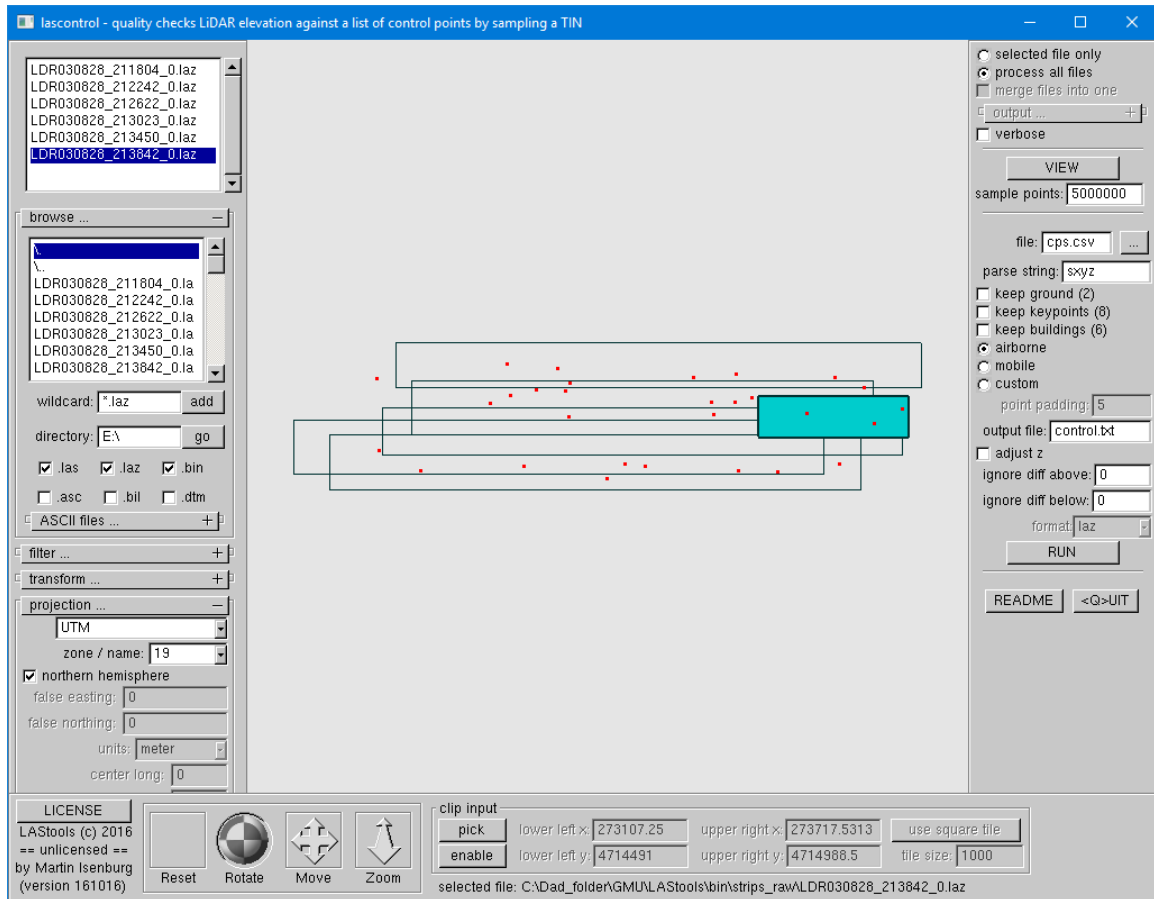 lascontrol - quality checks LiDAR elevation against a list of control points by sampling a TIN
LDR030828_211804_0.laz
LDR030828_212242_0.laz
LDR030828_212622_0.laz
LDR030828_213023_0.laz
LDR030828_213450_0.laz
LDR030828_213842_0.laz
browse ... −
\.
\..
LDR030828_211804_0.la
LDR030828_212242_0.la
LDR030828_212622_0.la
LDR030828_213023_0.la
LDR030828_213450_0.la
LDR030828_213842_0.la
wildcard: *.laz add
directory: E:\ go
.las .laz .bin
.asc .bil .dtm
ASCII files ... +
filter ... +
transform ... +
projection ... −
UTM
zone / name: 19
northern hemisphere
false easting: 0
false northing: 0
units: meter
center long: 0
selected file only
process all files
merge files into one
output ... +
verbose
VIEW
sample points: 5000000
file: cps.csv ...
parse string: sxyz
keep ground (2)
keep keypoints (8)
keep buildings (6)
airborne
mobile
custom
point padding: 5
output file: control.txt
adjust z
ignore diff above: 0
ignore diff below: 0
format: laz
RUN
README <Q>UIT
LICENSE
LAStools (c) 2016
== unlicensed ==
by Martin Isenburg
(version 161016)
Reset Rotate Move Zoom
clip input
pick lower left x: 273107.25 upper right x: 273717.5313 use square tile
enable lower left y: 4714491 upper right y: 4714988.5 tile size: 1000
selected file: C:\Dad_folder\GMU\LAStools\bin\strips_raw\LDR030828_213842_0.laz